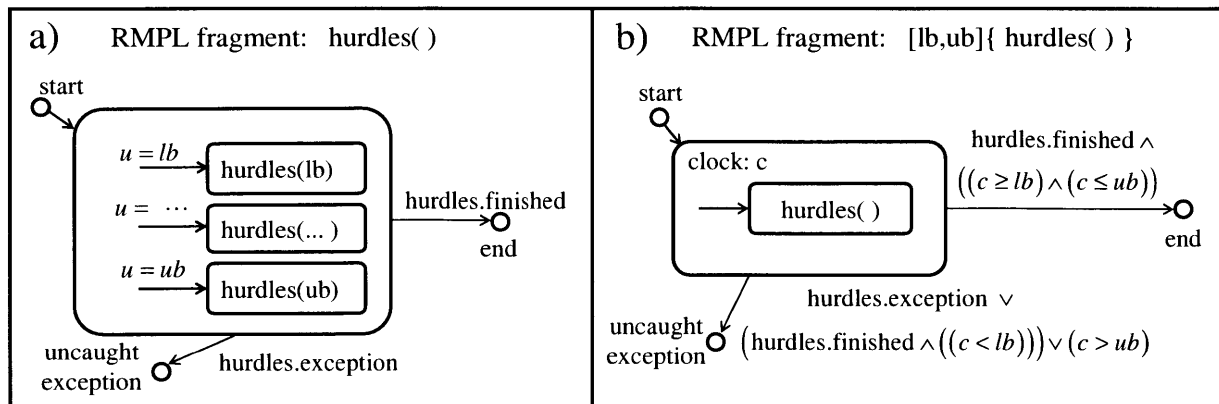 a) RMPL fragment: hurdles( )
start
u = lb
hurdles(lb)
u = ...
hurdles(... )
u = ub
hurdles(ub)
hurdles.finished
end
uncaught
exception
hurdles.exception
b) RMPL fragment: [lb,ub]{ hurdles( ) }
start
clock: c
hurdles( )
hurdles.finished ∧
((c ≥ lb) ∧ (c ≤ ub))
end
hurdles.exception ∨
uncaught
exception
(hurdles.finished ∧ ((c < lb))) ∨ (c > ub)